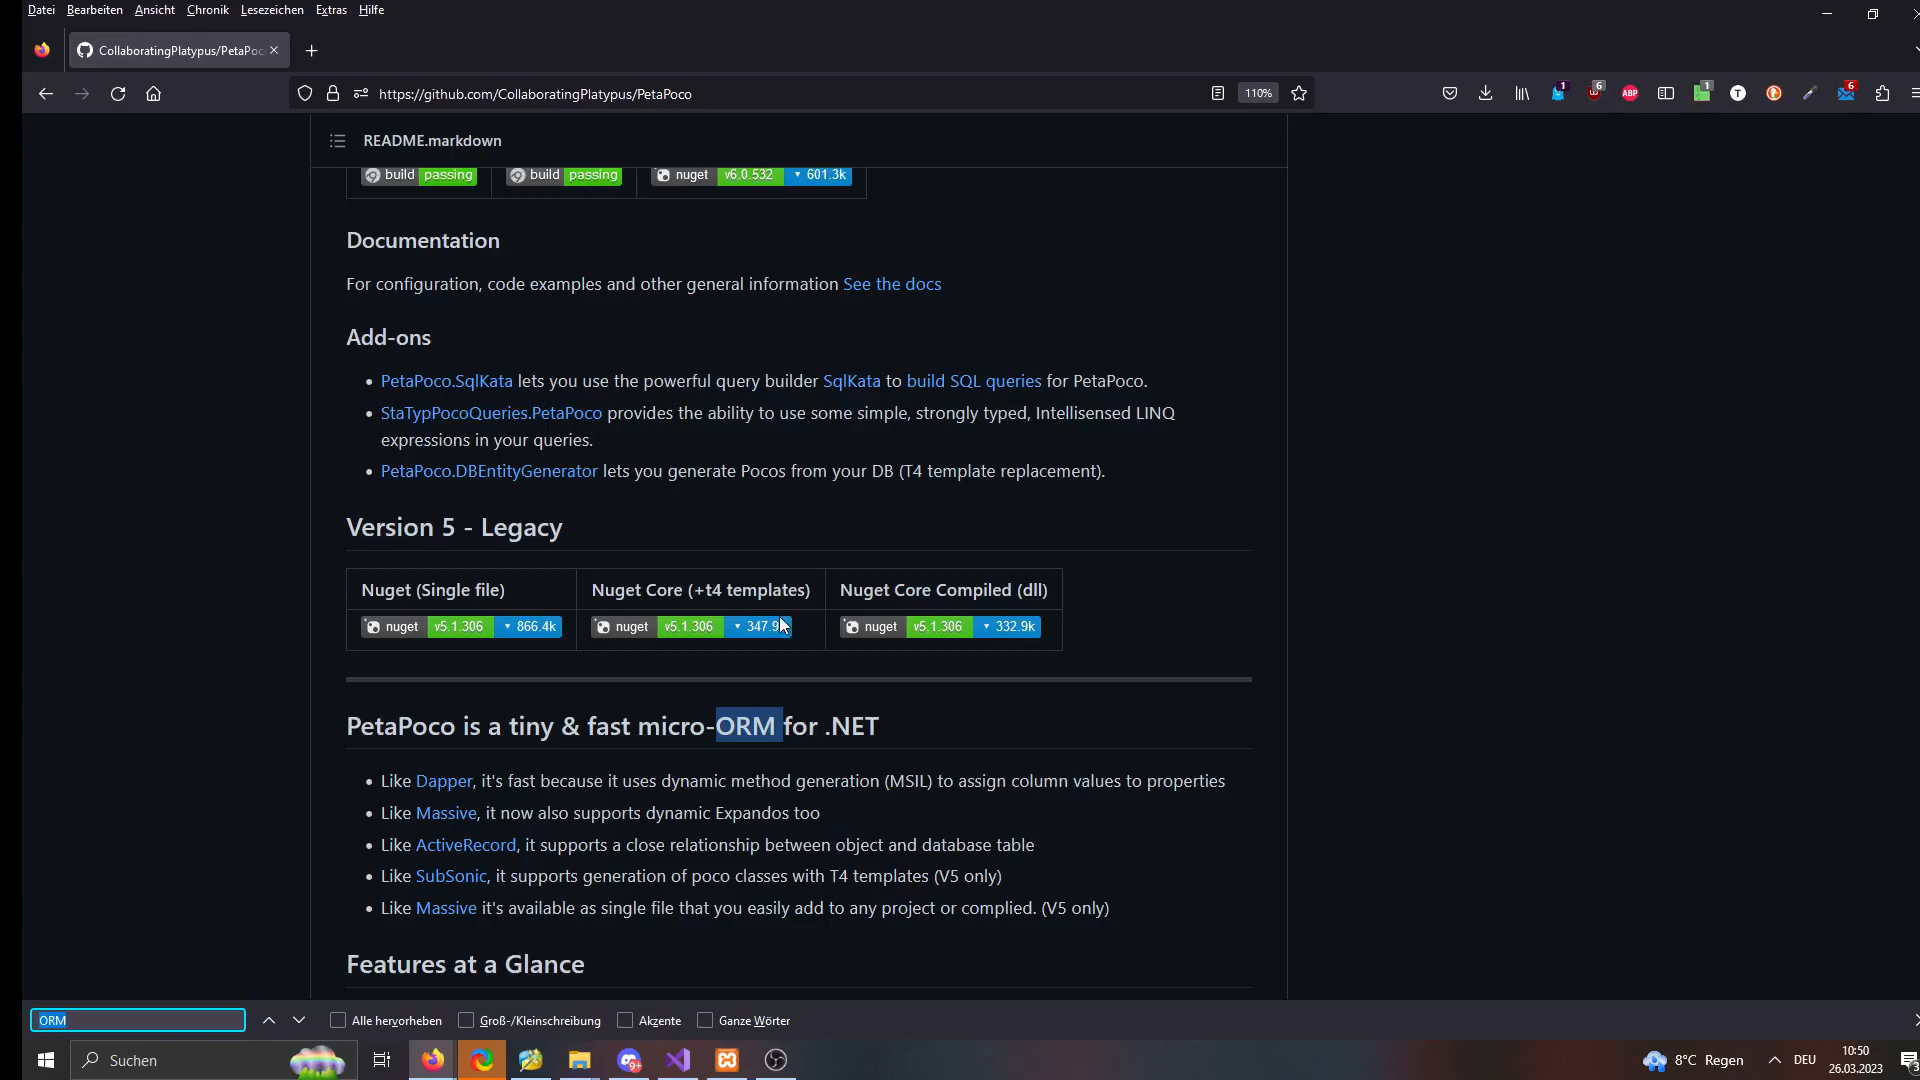 Datei Bearbeiten Ansicht Chronik Lesezeichen Extras Hilfe
CollaboratingPlatypus/PetaPoc
https://github.com/CollaboratingPlatypus/PetaPoco 110% 1 6 ABP 1 T 6
README.markdown
build passing build passing nuget v6.0.532 601.3k
Documentation
For configuration, code examples and other general information See the docs
Add-ons
PetaPoco.SqlKata lets you use the powerful query builder SqlKata to build SQL queries for PetaPoco.
StaTypPocoQueries.PetaPoco provides the ability to use some simple, strongly typed, Intellisensed LINQ
expressions in your queries.
PetaPoco.DBEntityGenerator lets you generate Pocos from your DB (T4 template replacement).
Version 5 - Legacy
Nuget (Single file) Nuget Core (+t4 templates) Nuget Core Compiled (dll)
nuget v5.1.306 866.4k nuget v5.1.306 347.9 nuget v5.1.306 332.9k
PetaPoco is a tiny & fast micro-ORM for .NET
Like Dapper, it's fast because it uses dynamic method generation (MSIL) to assign column values to properties
Like Massive, it now also supports dynamic Expandos too
Like ActiveRecord, it supports a close relationship between object and database table
Like SubSonic, it supports generation of poco classes with T4 templates (V5 only)
Like Massive it's available as single file that you easily add to any project or complied. (V5 only)
Features at a Glance
ORM Alle hervorheben Groß-/Kleinschreibung Akzente Ganze Wörter
Suchen 9+ 8°C Regen DEU 10:50
26.03.2023 3